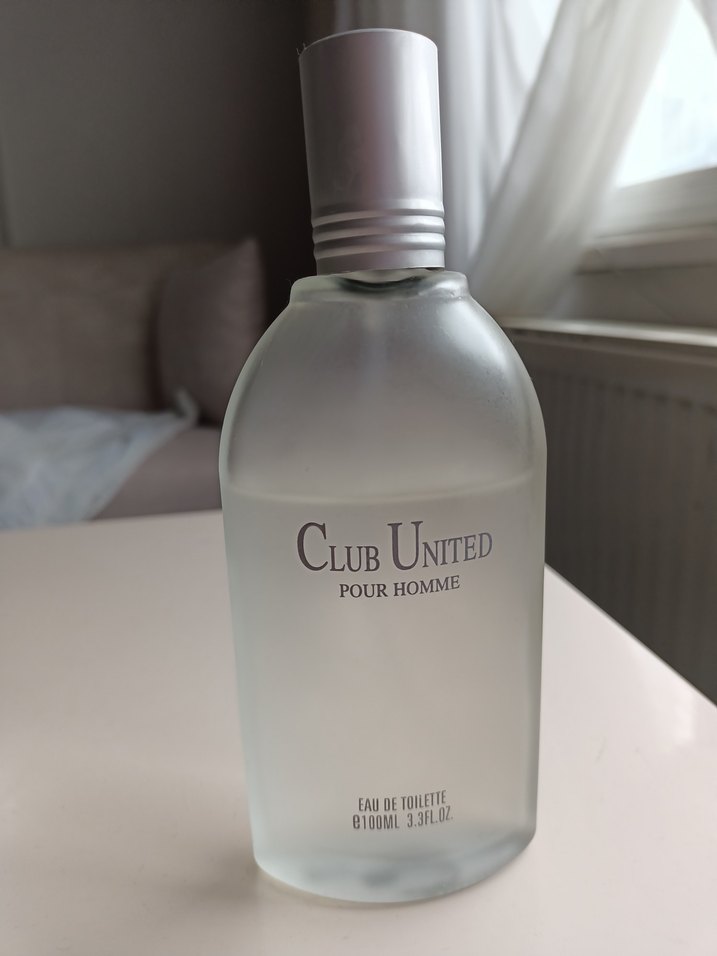 Club United
POUR HOMME
EAU DE TOILETTE
℮100ML 3.3FL.OZ.